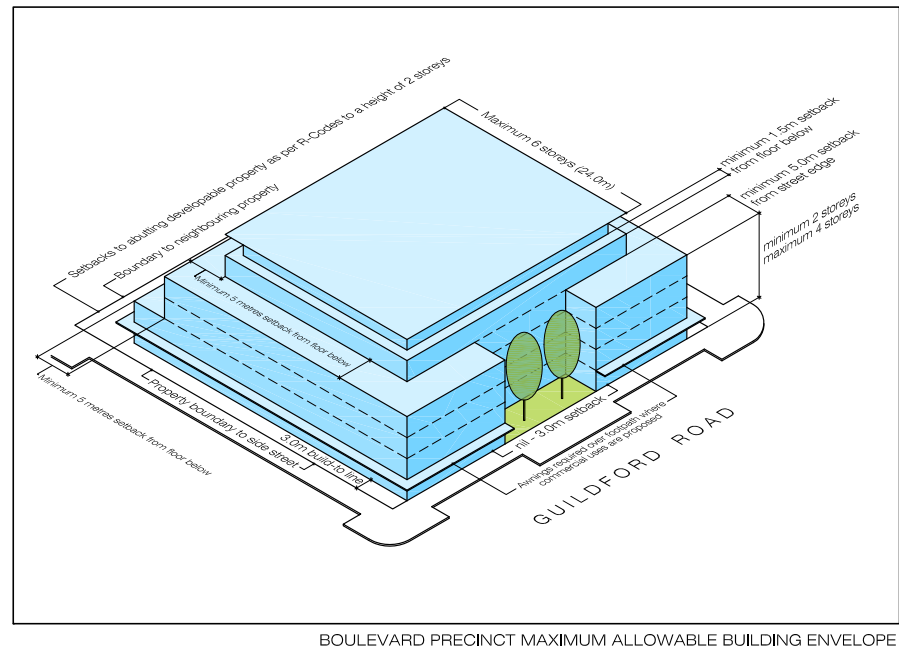 Setbacks to abutting developable property as per R-Codes to a height of 2 storeys
Boundary to neighbouring property
Maximum 6 storeys (24.0m)
minimum 1.5m setback
from floor below
minimum 5.0m setback
from street edge
minimum 2 storeys
maximum 4 storeys
Minimum 5 metres setback from floor below
Minimum 5 metres setback from floor below
Property boundary to side street
3.0m build-to line
nil - 3.0m setback
Awnings required over footpath where
commercial uses are proposed
GUILDFORD ROAD
BOULEVARD PRECINCT MAXIMUM ALLOWABLE BUILDING ENVELOPE